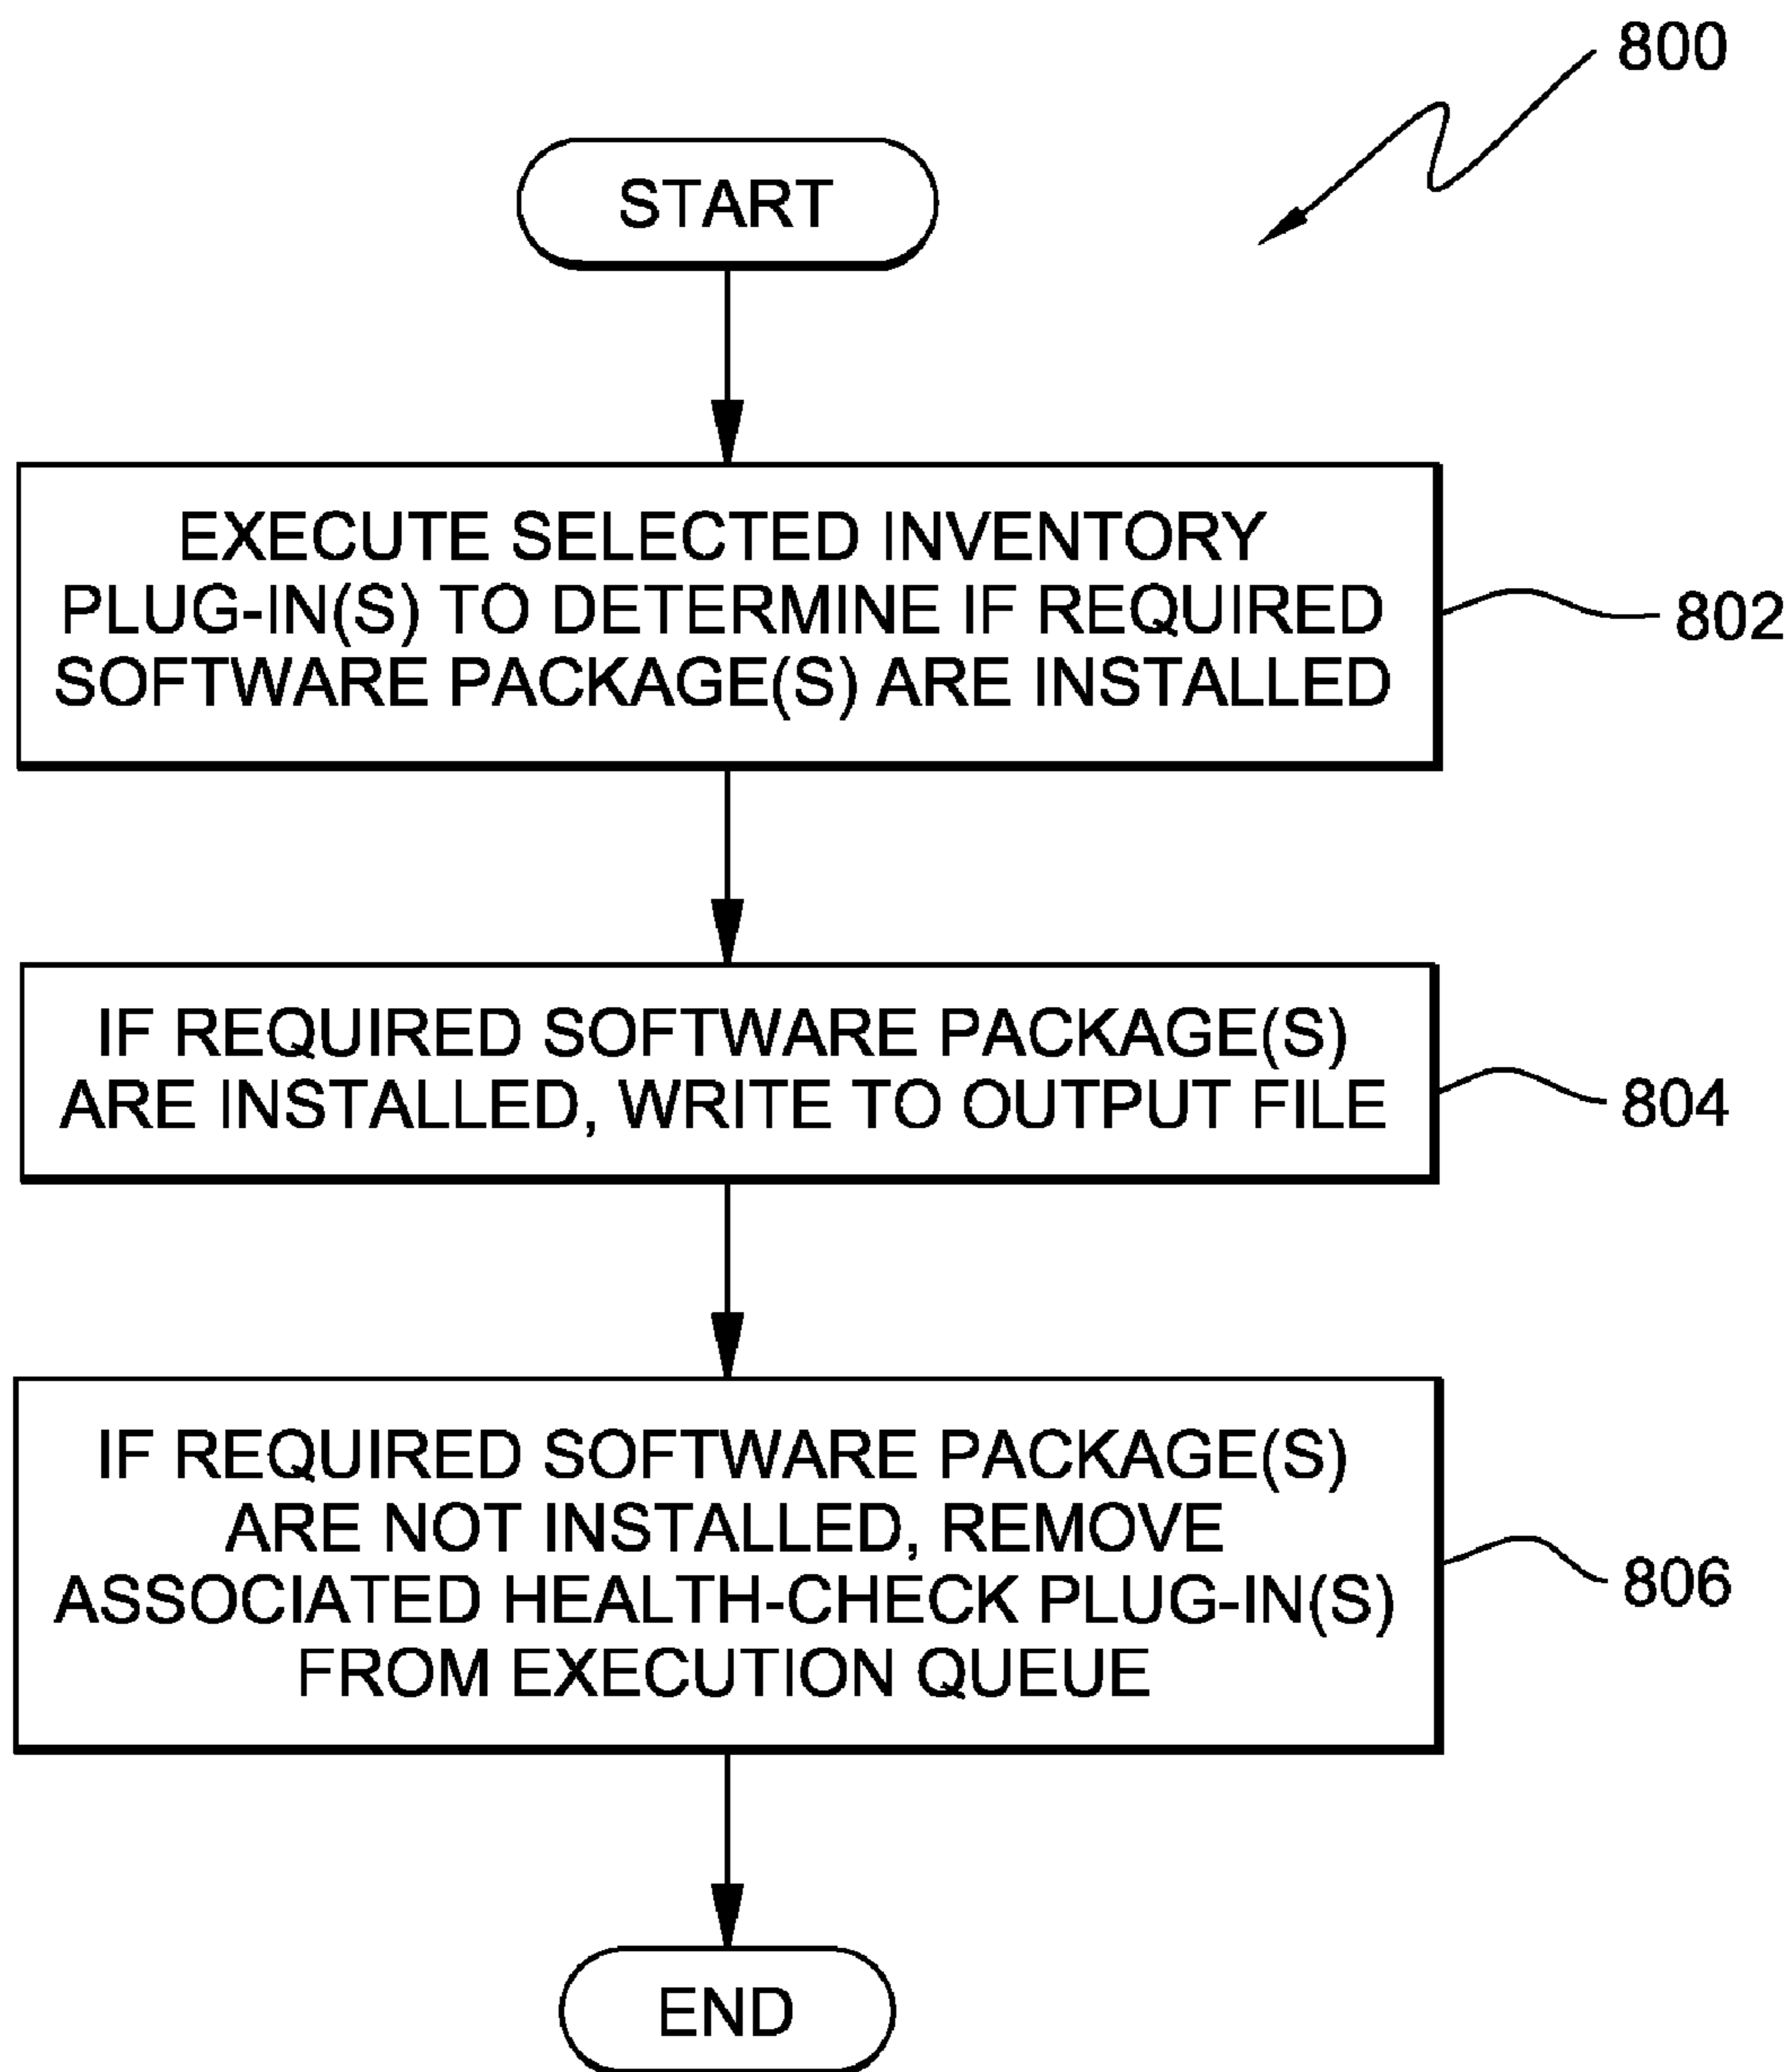 800
START
EXECUTE SELECTED INVENTORY
PLUG-IN(S) TO DETERMINE IF REQUIRED
SOFTWARE PACKAGE(S) ARE INSTALLED
802
IF REQUIRED SOFTWARE PACKAGE(S)
ARE INSTALLED, WRITE TO OUTPUT FILE
804
IF REQUIRED SOFTWARE PACKAGE(S)
ARE NOT INSTALLED, REMOVE
ASSOCIATED HEALTH-CHECK PLUG-IN(S)
FROM EXECUTION QUEUE
806
END